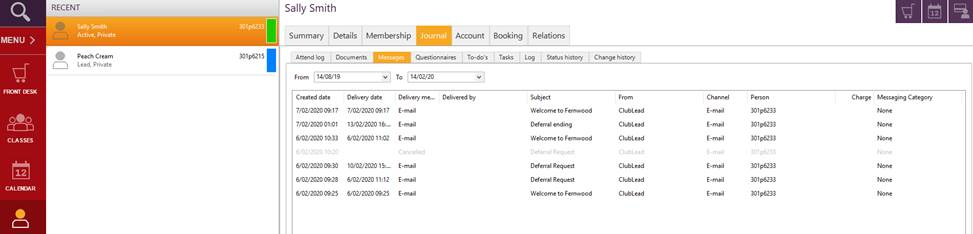 RECENT
Sally Smith 301p6233
Active, Private
Peach Cream 301p6215
Lead, Private
MENU
FRONT DESK
CLASSES
12
CALENDAR
Sally Smith
12
Summary Details Membership Journal Account Booking Relations
Attend log Documents Messages Questionnaires To-do's Tasks Log Status history Change history
From 14/08/19 To 14/02/20
Created date Delivery date Delivery me... Delivered by Subject From Channel Person Charge Messaging Category
7/02/2020 09:17 7/02/2020 09:17 E-mail Welcome to Fernwood ClubLead E-mail 301p6233 None
7/02/2020 01:01 13/02/2020 16:... E-mail Deferral ending ClubLead E-mail 301p6233 None
6/02/2020 10:33 6/02/2020 11:02 E-mail Welcome to Fernwood ClubLead E-mail 301p6233 None
6/02/2020 10:20 Cancelled Deferral Request ClubLead E-mail 301p6233 None
6/02/2020 09:30 10/02/2020 15:... E-mail Deferral Request ClubLead E-mail 301p6233 None
6/02/2020 09:28 6/02/2020 11:12 E-mail Deferral Request ClubLead E-mail 301p6233 None
6/02/2020 09:25 6/02/2020 09:25 E-mail Welcome to Fernwood ClubLead E-mail 301p6233 None